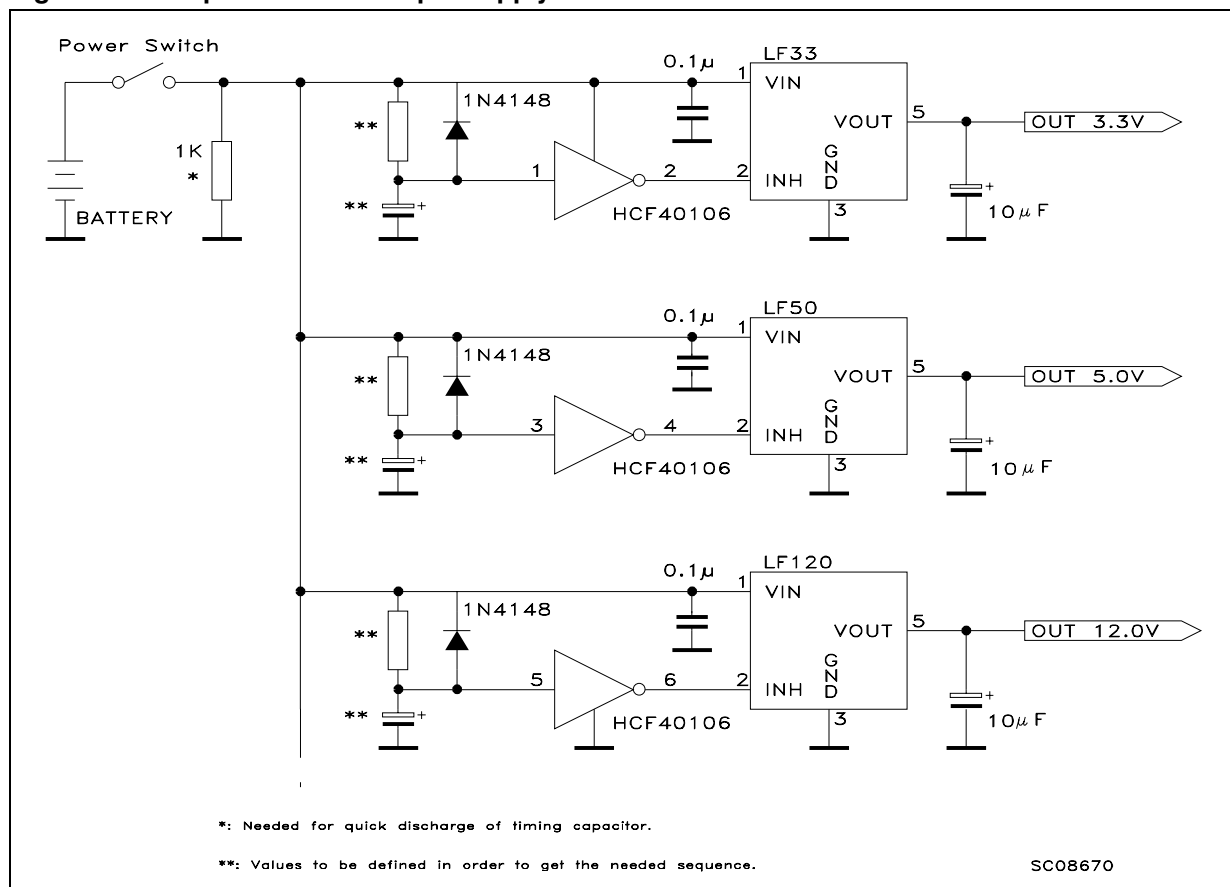 Power Switch
BATTERY
1K
*
**
**
1N4148
1
2
HCF40106
0.1μ
LF33
1
VIN
VOUT
5
2
INH
GND
3
OUT 3.3V
+
+
10μF
**
**
1N4148
3
4
HCF40106
0.1μ
LF50
1
VIN
VOUT
5
2
INH
GND
3
OUT 5.0V
+
+
10μF
**
**
1N4148
5
6
HCF40106
0.1μ
LF120
1
VIN
VOUT
5
2
INH
GND
3
OUT 12.0V
+
+
10μF
*: Needed for quick discharge of timing capacitor.
**: Values to be defined in order to get the needed sequence.
SC08670